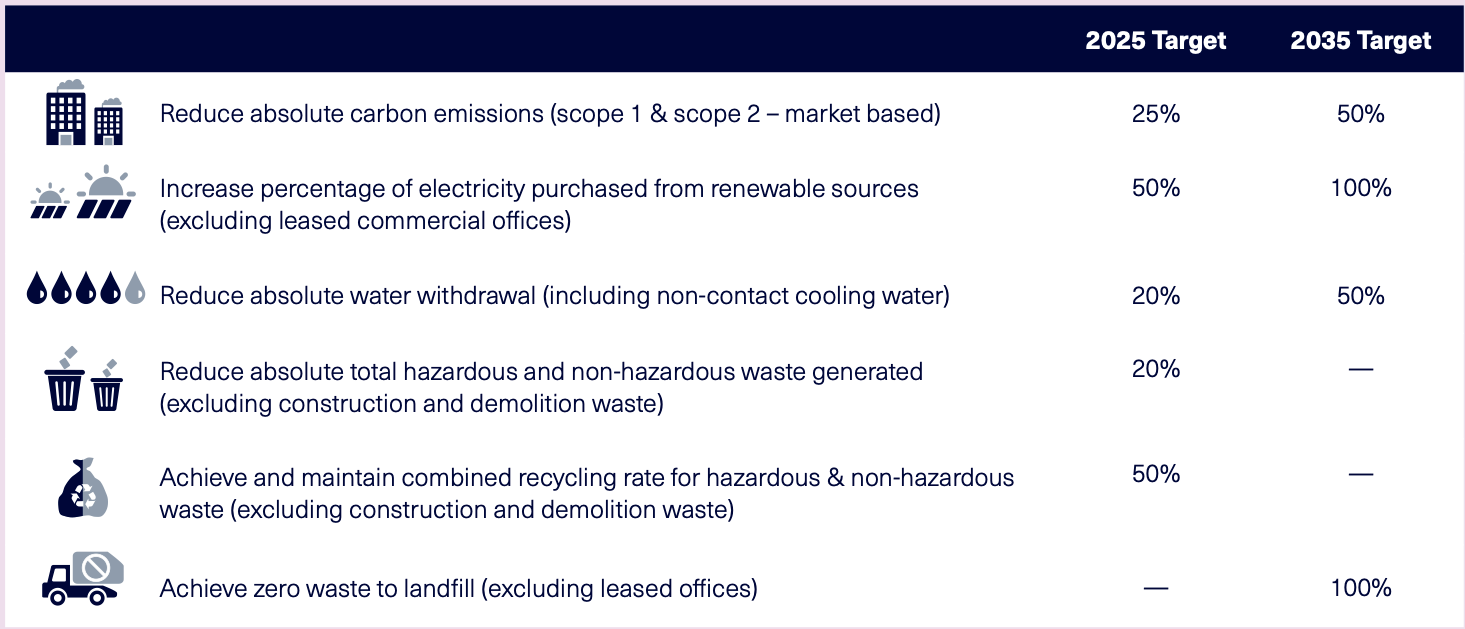 2025 Target 2035 Target
Reduce absolute carbon emissions (scope 1 & scope 2 – market based) 25% 50%
Increase percentage of electricity purchased from renewable sources 50% 100%
(excluding leased commercial offices)
Reduce absolute water withdrawal (including non-contact cooling water) 20% 50%
Reduce absolute total hazardous and non-hazardous waste generated 20% —
(excluding construction and demolition waste)
Achieve and maintain combined recycling rate for hazardous & non-hazardous 50% —
waste (excluding construction and demolition waste)
Achieve zero waste to landfill (excluding leased offices) — 100%